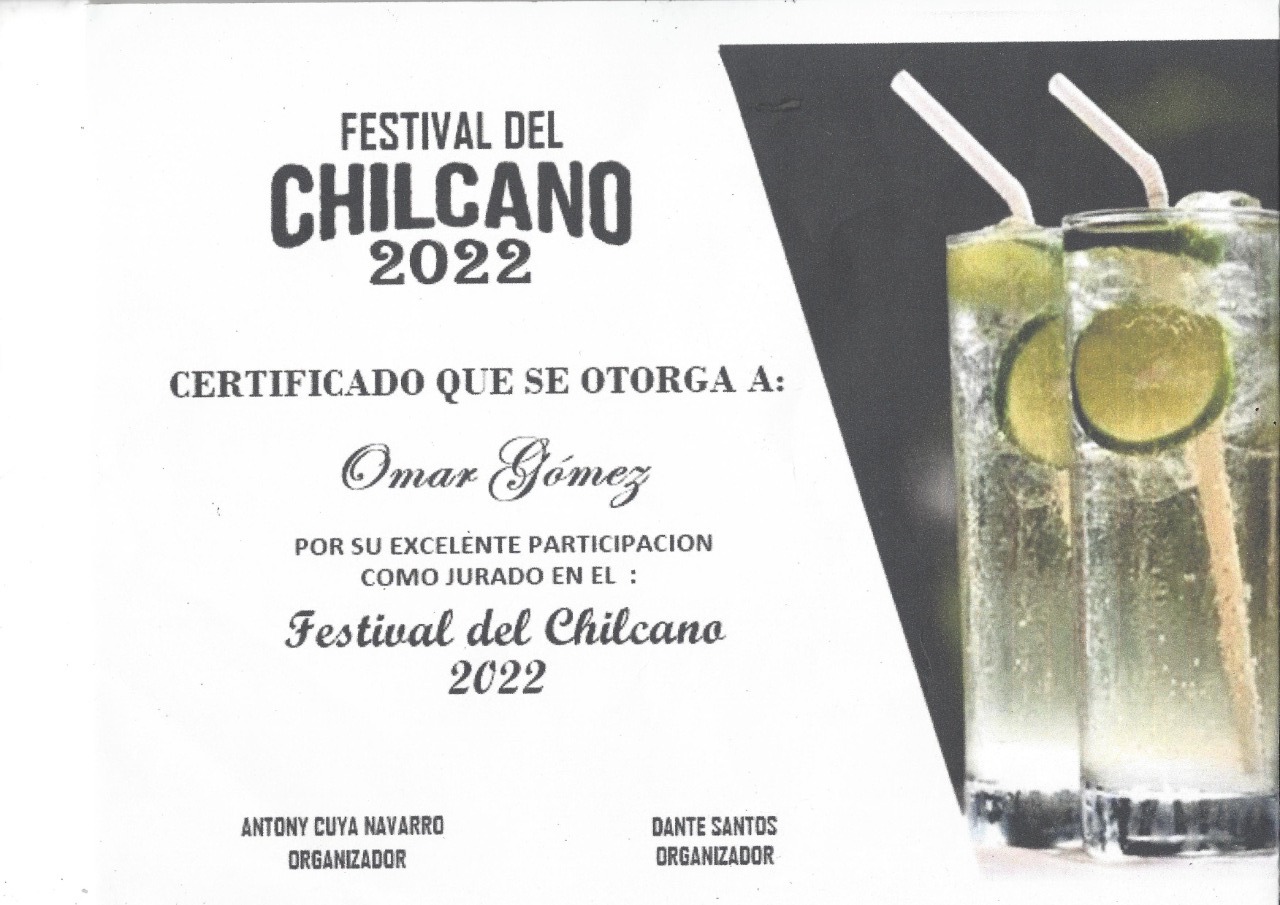 FESTIVAL DEL
CHILCANO
2022
CERTIFICADO QUE SE OTORGA A:
Omar Gómez
POR SU EXCELENTE PARTICIPACION
COMO JURADO EN EL :
Festival del Chilcano
2022
ANTONY CUYA NAVARRO
ORGANIZADOR
DANTE SANTOS
ORGANIZADOR